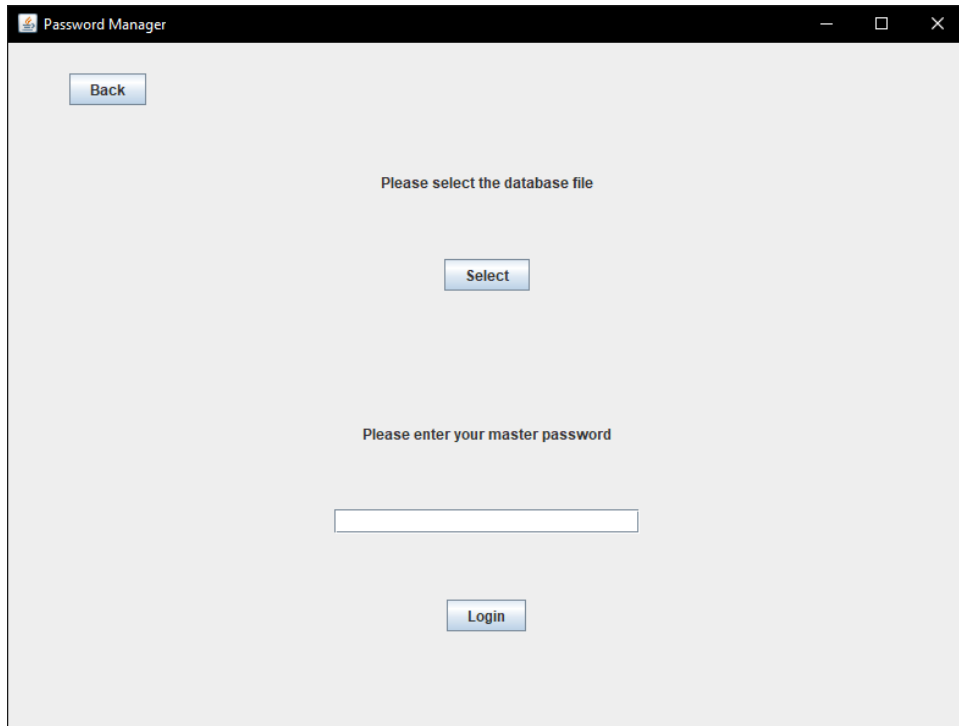 Password Manager
Back
Please select the database file
Select
Please enter your master password
Login